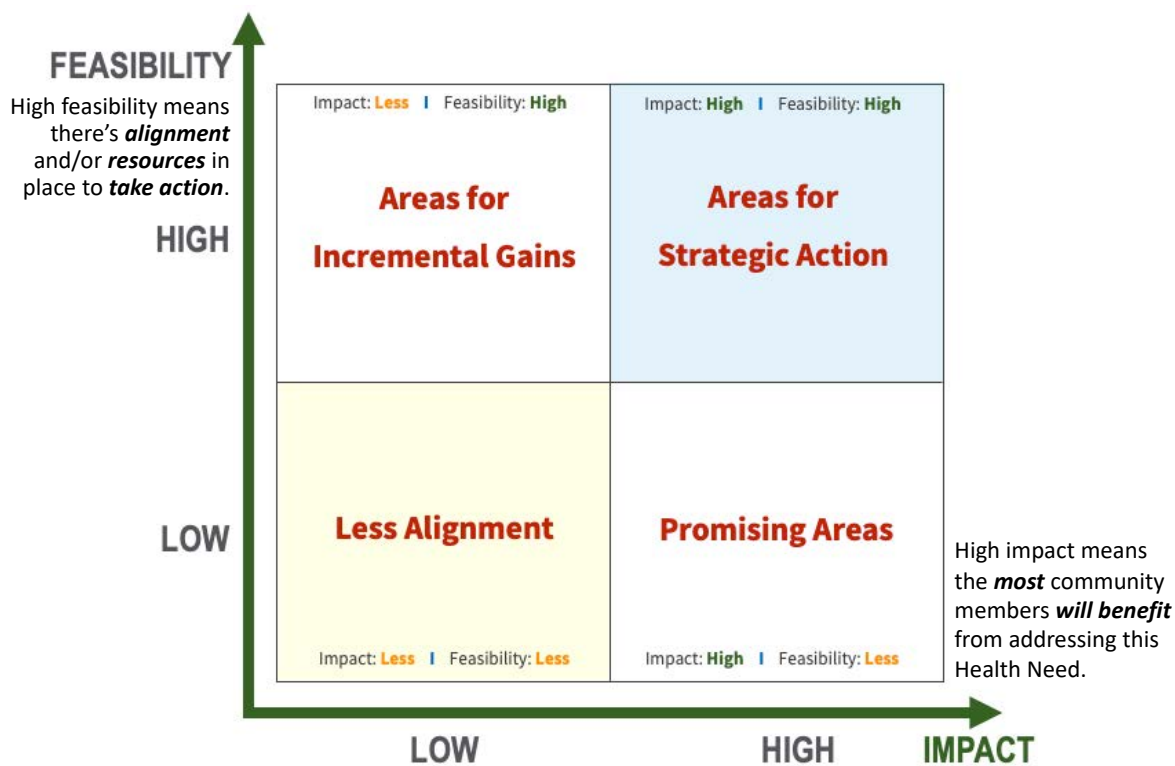 FEASIBILITY
High feasibility means
there's alignment
and/or resources in
place to take action.
HIGH
LOW
Impact: Less I Feasibility: High
Areas for
Incremental Gains
Impact: High I Feasibility: High
Areas for
Strategic Action
Less Alignment
Impact: Less I Feasibility: Less
Promising Areas
Impact: High I Feasibility: Less
High impact means
the most community
members will benefit
from addressing this
Health Need.
LOW
HIGH
IMPACT